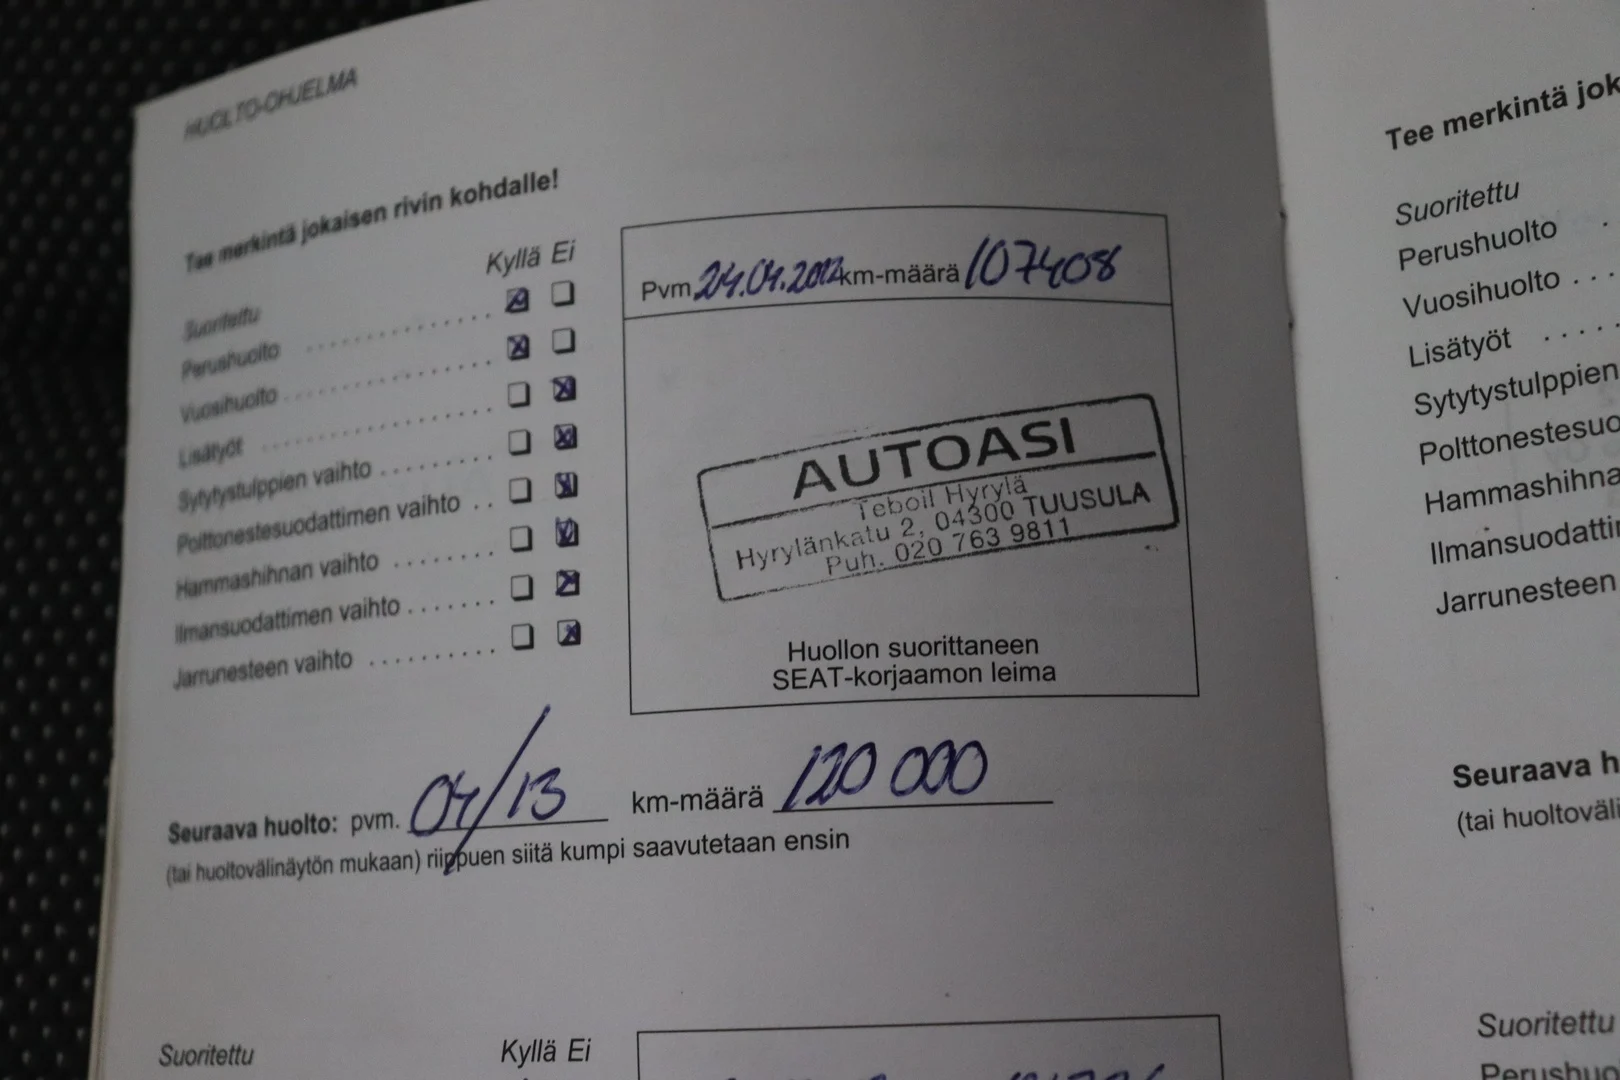 HUOLTO-OHJELMA
Tee merkintä jokaisen rivin kohdalle!
Kyllä Ei
Suoritettu
Perushuolto
Vuosihuolto
Lisätyöt
Sytytystulppien vaihto
Polttonestesuodattimen vaihto
Hammashihnan vaihto
Ilmansuodattimen vaihto
Jarrunesteen vaihto
Pvm 24.04.2012 km-määrä 107408
AUTOASI
Teboil Hyrylä
Hyrylänkatu 2, 04300 TUUSULA
Puh. 020 763 9811
Huollon suorittaneen
SEAT-korjaamon leima
Seuraava huolto: pvm. 04/13 km-määrä 120 000
(tai huoltovälinäytön mukaan) riippuen siitä kumpi saavutetaan ensin
Suoritettu Kyllä Ei
Tee merkintä jok
Suoritettu
Perushuolto
Vuosihuolto
Lisätyöt
Sytytystulppien
Polttonestesuo
Hammashihna
Ilmansuodatti
Jarrunesteen
Seuraava h
(tai huoltoväli
Suoritettu
Perushuo